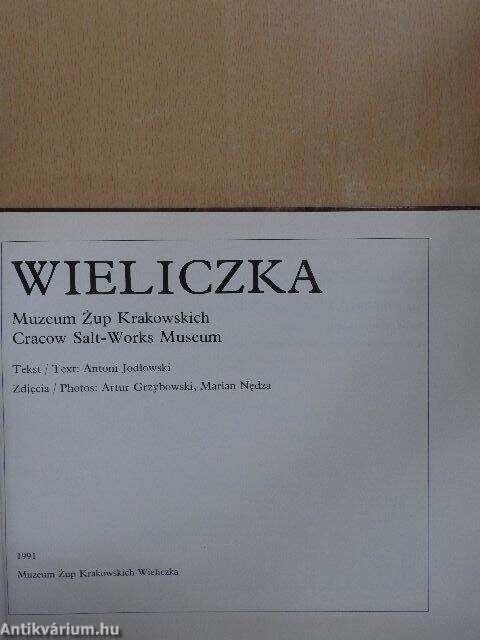 WIELICZKA
Muzeum Żup Krakowskich
Cracow Salt-Works Museum
Tekst / Text: Antoni Jodłowski
Zdjęcia / Photos: Artur Grzybowski, Marian Nędza
1991
Muzeum Żup Krakowskich Wieliczka
Antikvárium.hu